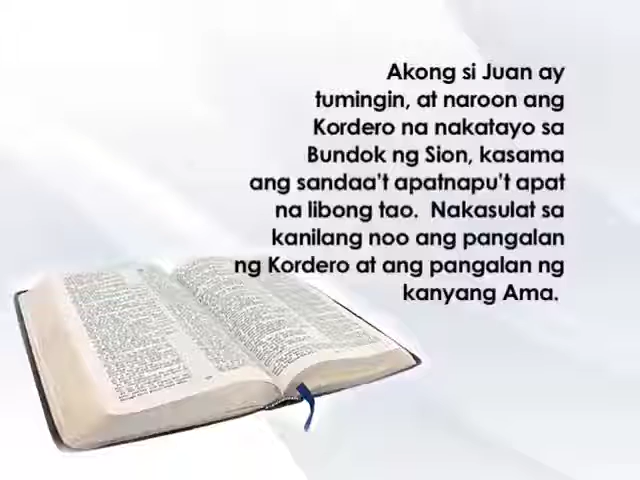 Akong si Juan ay
tumingin, at naroon ang
Kordero na nakatayo sa
Bundok ng Sion, kasama
ang sandaa't apatnapu't apat
na libong tao. Nakasulat sa
kanilang noo ang pangalan
ng Kordero at ang pangalan ng
kanyang Ama.